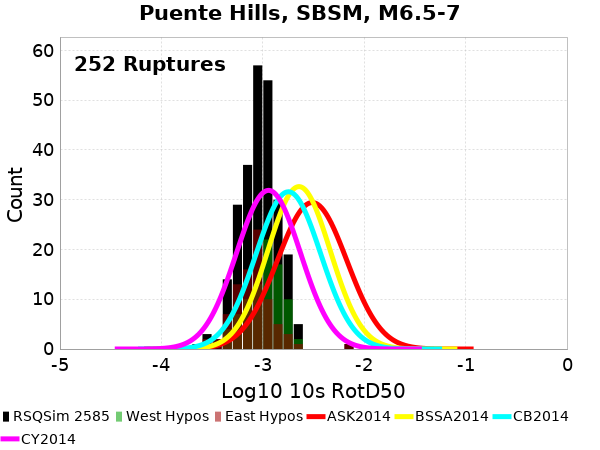 Puente Hills, SBSM, M6.5-7
252 Ruptures
Count
60
50
40
30
20
10
0
-5 -4 -3 -2 -1 0
Log10 10s RotD50
RSQSim 2585 West Hypos East Hypos ASK2014 BSSA2014 CB2014
CY2014